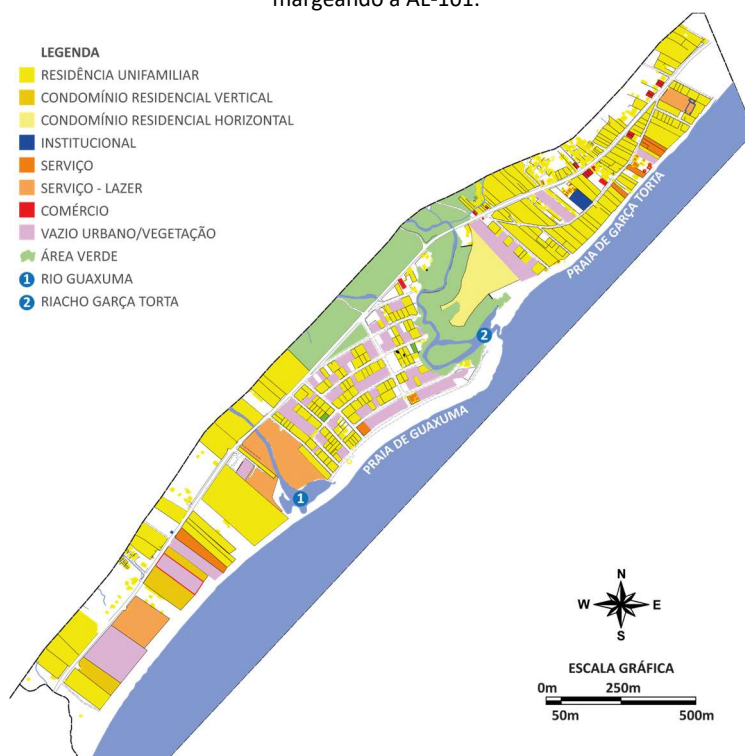 margeando a AL-101.
LEGENDA
RESIDÊNCIA UNIFAMILIAR
CONDOMÍNIO RESIDENCIAL VERTICAL
CONDOMÍNIO RESIDENCIAL HORIZONTAL
INSTITUCIONAL
SERVIÇO
SERVIÇO - LAZER
COMÉRCIO
VAZIO URBANO/VEGETAÇÃO
ÁREA VERDE
1 RIO GUAXUMA
2 RIACHO GARÇA TORTA
PRAIA DE GARÇA TORTA
2
PRAIA DE GUAXUMA
1
N
W E
S
ESCALA GRÁFICA
0m 250m
50m 500m